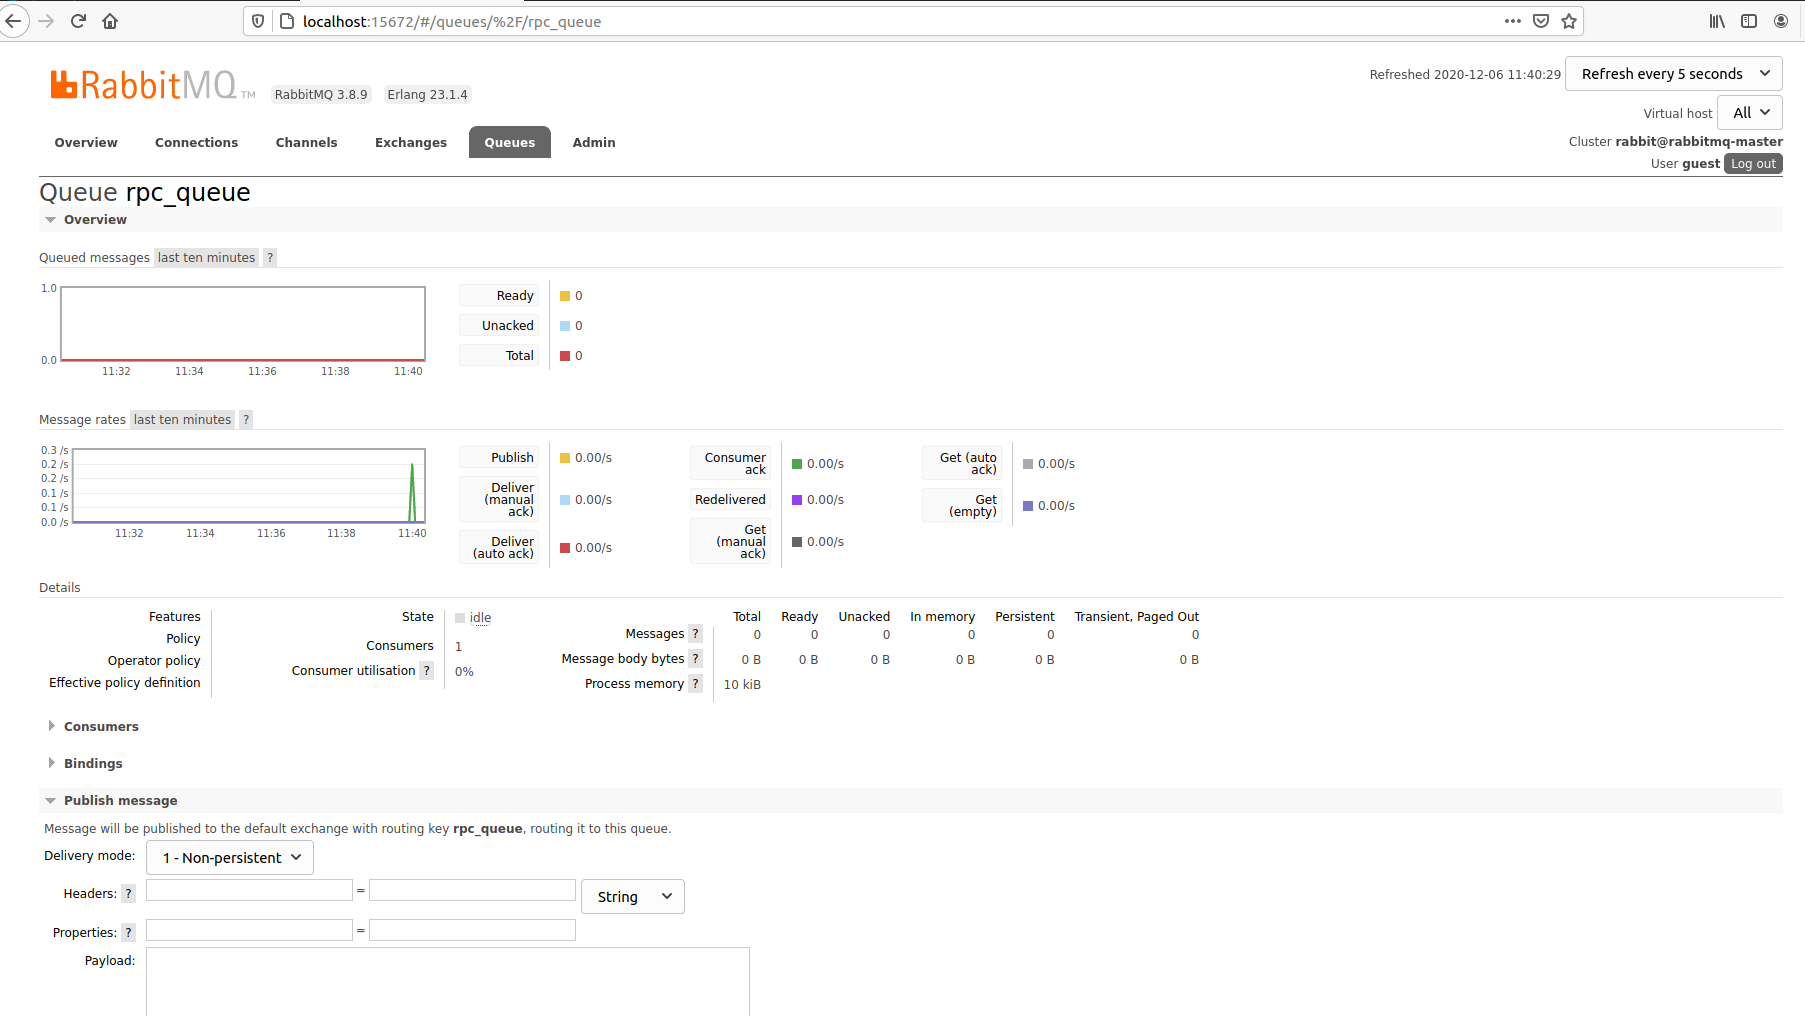 localhost:15672/#/queues/%2F/rpc_queue
RabbitMQ TM RabbitMQ 3.8.9 Erlang 23.1.4
Refreshed 2020-12-06 11:40:29 Refresh every 5 seconds
Virtual host All
Cluster rabbit@rabbitmq-master
User guest Log out
Overview Connections Channels Exchanges Queues Admin
Queue rpc_queue
Overview
Queued messages last ten minutes ?
1.0
0.0
11:32 11:34 11:36 11:38 11:40
Ready 0
Unacked 0
Total 0
Message rates last ten minutes ?
0.3 /s
0.2 /s
0.2 /s
0.1 /s
0.1 /s
0.0 /s
11:32 11:34 11:36 11:38 11:40
Publish 0.00/s
Deliver
(manual 0.00/s
ack)
Deliver
(auto ack) 0.00/s
Consumer
ack 0.00/s
Redelivered 0.00/s
Get
(manual 0.00/s
ack)
Get (auto
ack) 0.00/s
Get
(empty) 0.00/s
Details
Features
Policy
Operator policy
Effective policy definition
State idle
Consumers 1
Consumer utilisation ? 0%
Total Ready Unacked In memory Persistent Transient, Paged Out
Messages ? 0 0 0 0 0 0
Message body bytes ? 0 B 0 B 0 B 0 B 0 B 0 B
Process memory ? 10 kiB
Consumers
Bindings
Publish message
Message will be published to the default exchange with routing key rpc_queue, routing it to this queue.
Delivery mode: 1 - Non-persistent
Headers: ? = String
Properties: ? =
Payload: